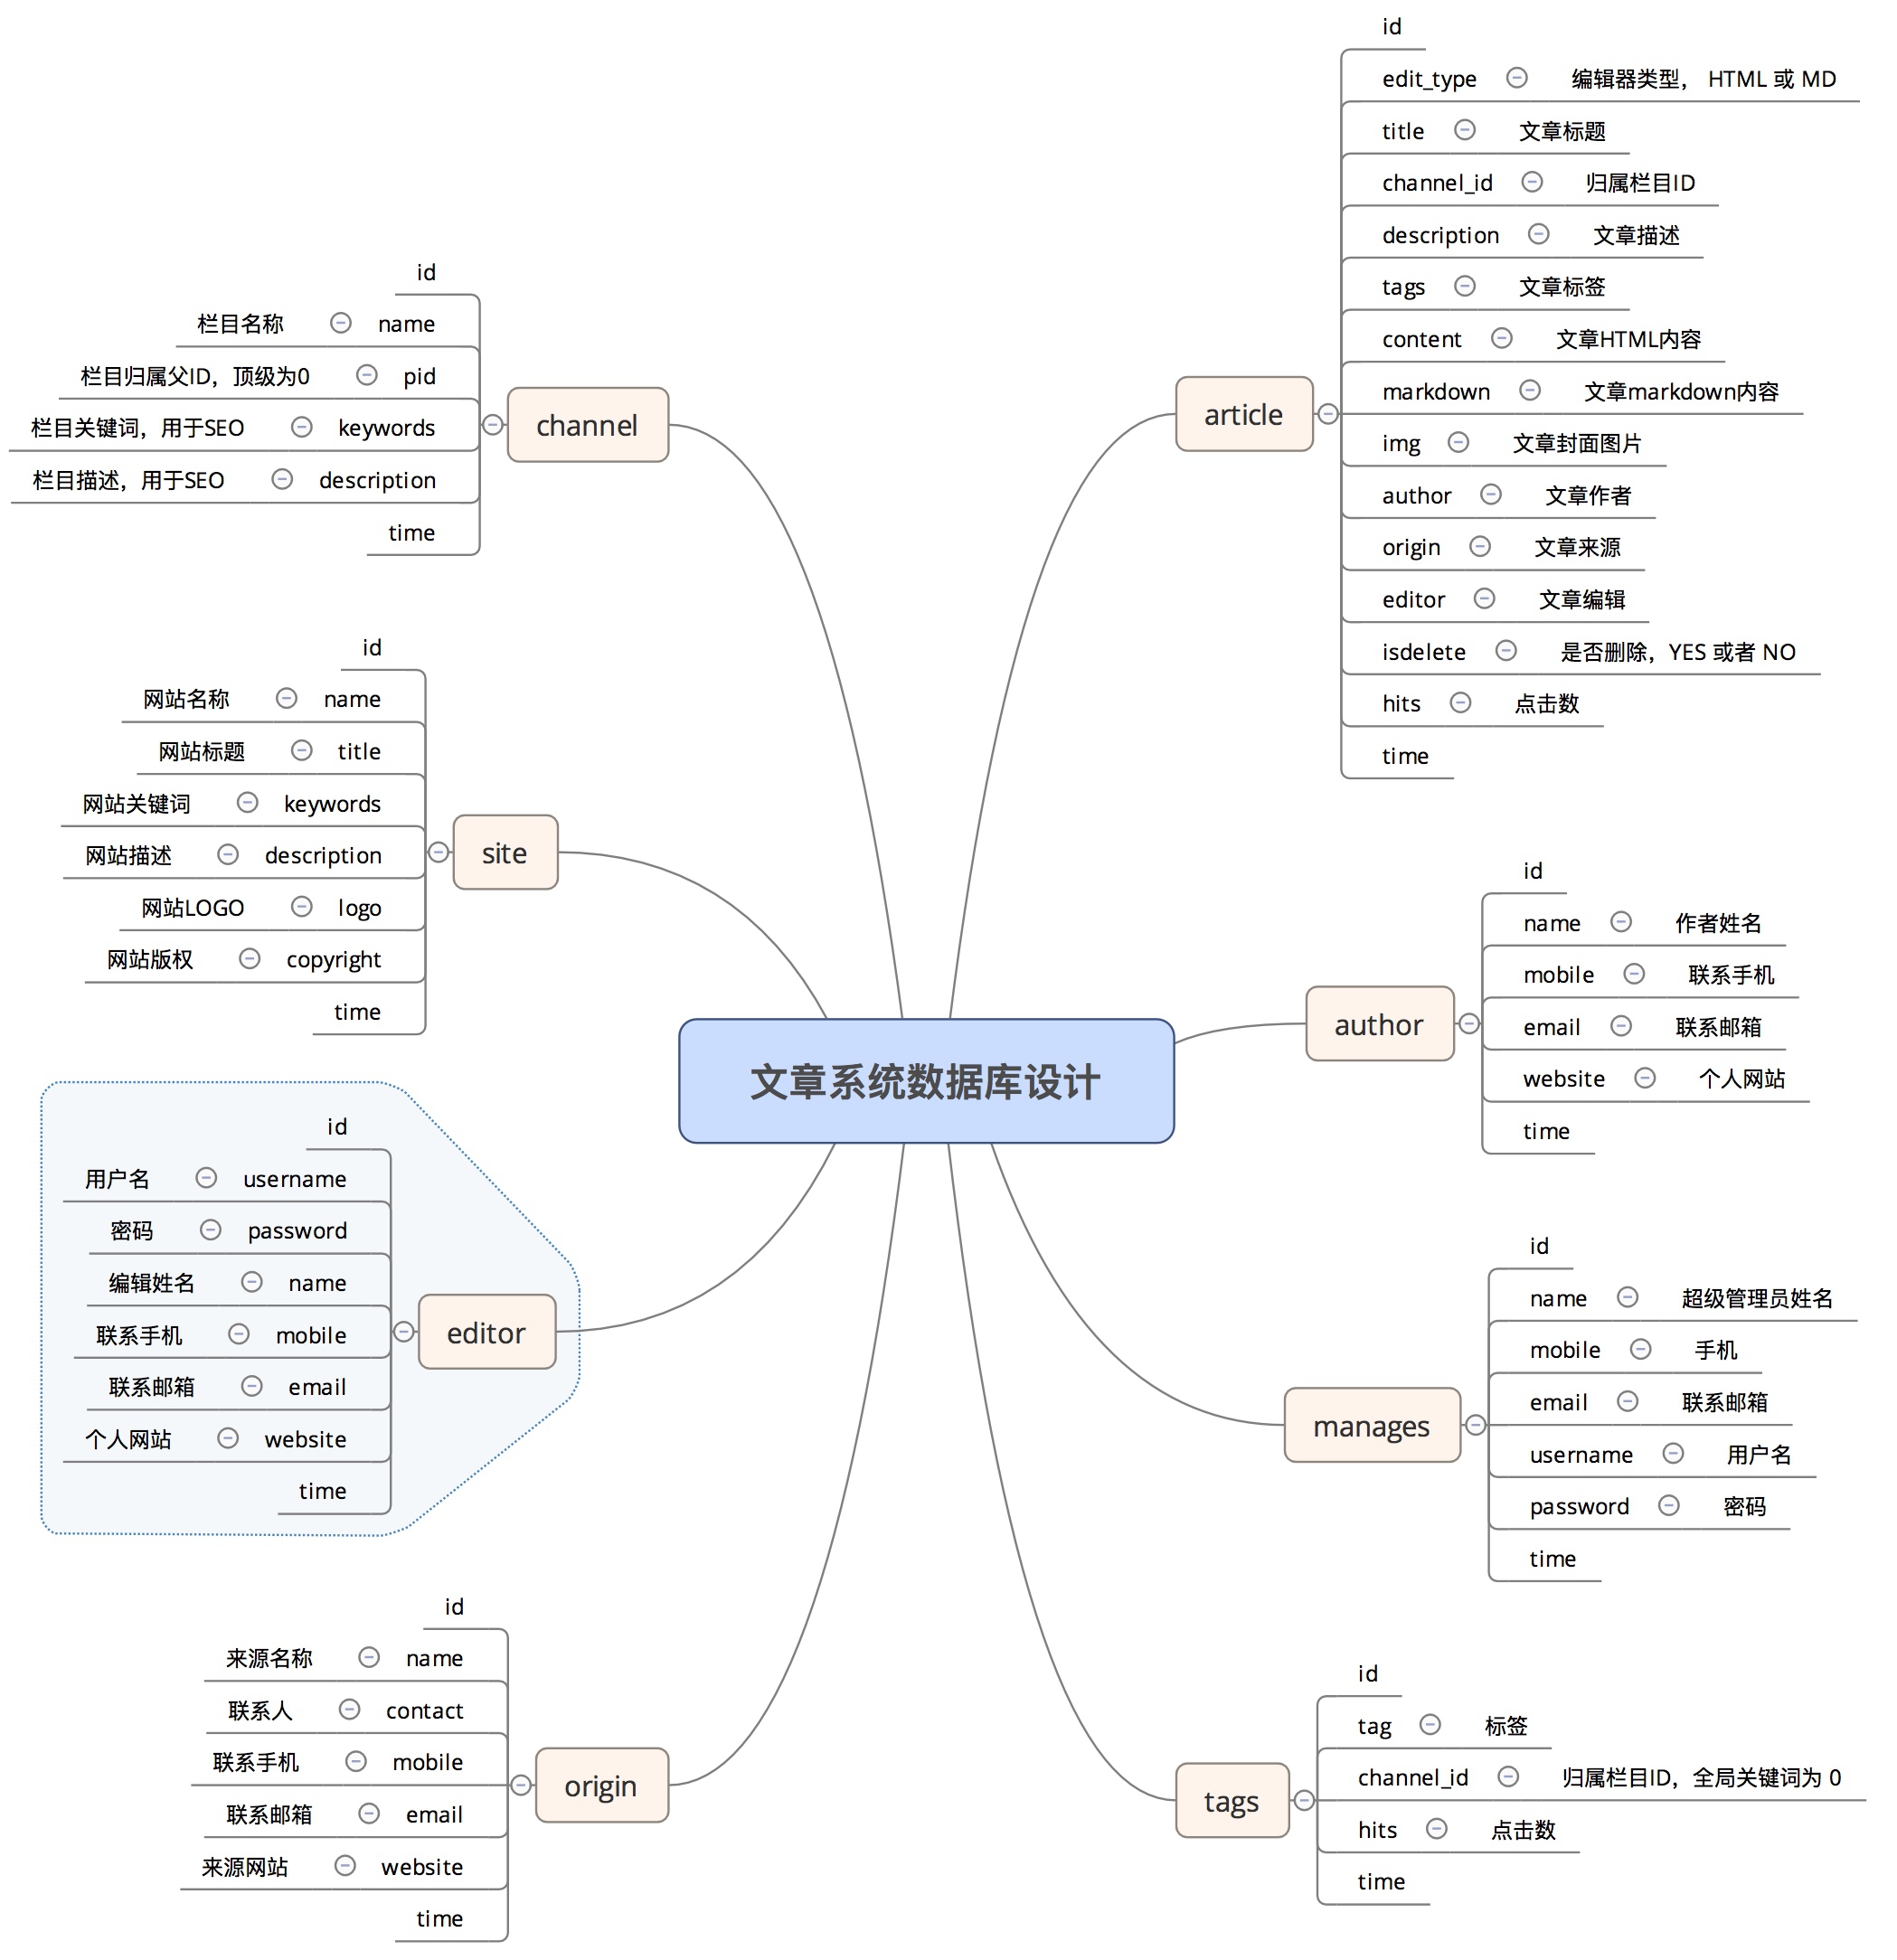 文章系统数据库设计
article
id
edit_type 编辑器类型， HTML 或 MD
title 文章标题
channel_id 归属栏目ID
description 文章描述
tags 文章标签
content 文章HTML内容
markdown 文章markdown内容
img 文章封面图片
author 文章作者
origin 文章来源
editor 文章编辑
isdelete 是否删除，YES 或者 NO
hits 点击数
time
author
id
name 作者姓名
mobile 联系手机
email 联系邮箱
website 个人网站
time
manages
id
name 超级管理员姓名
mobile 手机
email 联系邮箱
username 用户名
password 密码
time
tags
id
tag 标签
channel_id 归属栏目ID，全局关键词为 0
hits 点击数
time
channel
id
栏目名称 name
栏目归属父ID，顶级为0 pid
栏目关键词，用于SEO keywords
栏目描述，用于SEO description
time
site
id
网站名称 name
网站标题 title
网站关键词 keywords
网站描述 description
网站LOGO logo
网站版权 copyright
time
editor
id
用户名 username
密码 password
编辑姓名 name
联系手机 mobile
联系邮箱 email
个人网站 website
time
origin
id
来源名称 name
联系人 contact
联系手机 mobile
联系邮箱 email
来源网站 website
time